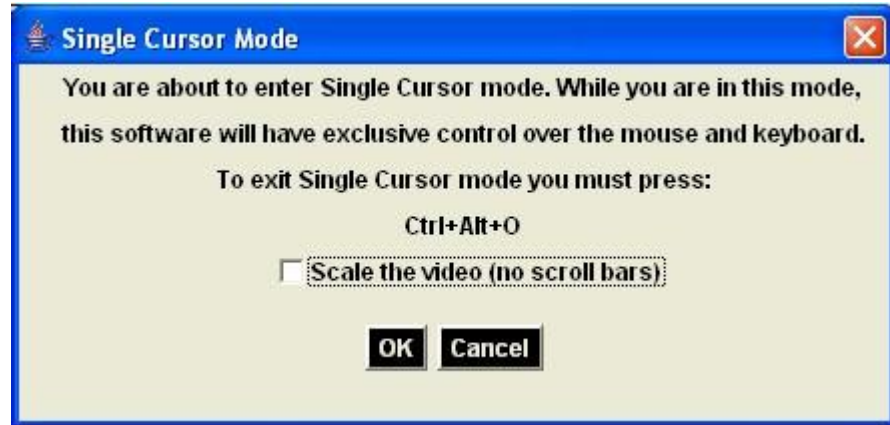 Single Cursor Mode
You are about to enter Single Cursor mode. While you are in this mode,
this software will have exclusive control over the mouse and keyboard.
To exit Single Cursor mode you must press:
Ctrl+Alt+O
Scale the video (no scroll bars)
OK Cancel